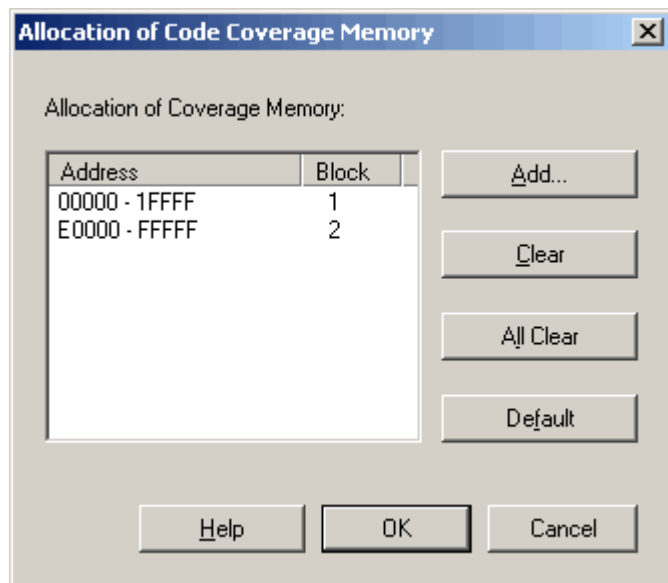 Allocation of Code Coverage Memory
Allocation of Coverage Memory:
Address Block
00000 - 1FFFF 1
E0000 - FFFFF 2
Add...
Clear
All Clear
Default
Help OK Cancel